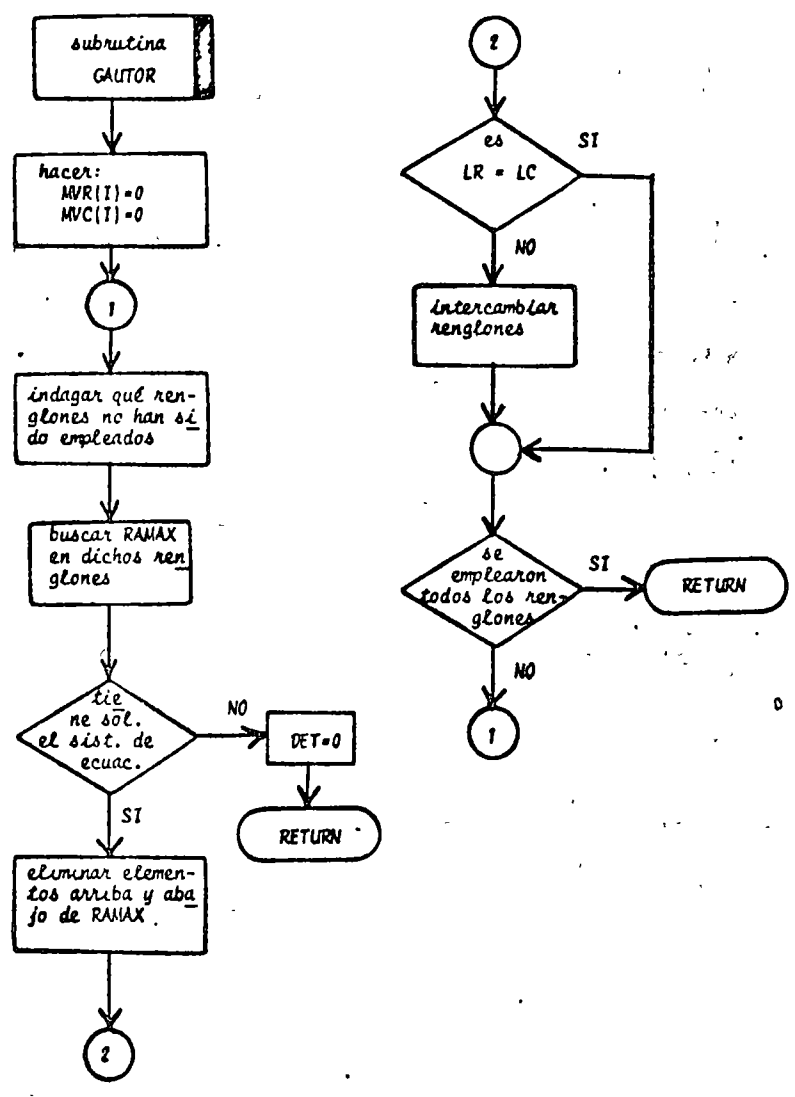 subrutina
GAUTOR
hacer:
MVR(I)=0
MVC(I)=0
1
indagar qué ren-
glones no han si
do empleados
buscar RAMAX
en dichos ren
glones
tie
ne sol.
el sist. de
ecuac.
NO
DET=0
RETURN
SI
eliminar elemen-
tos arriba y aba
jo de RAMAX.
2
2
es
LR = LC
SI
NO
intercambiar
renglones
se
emplearon
todos los ren-
glones
SI
RETURN
NO
1